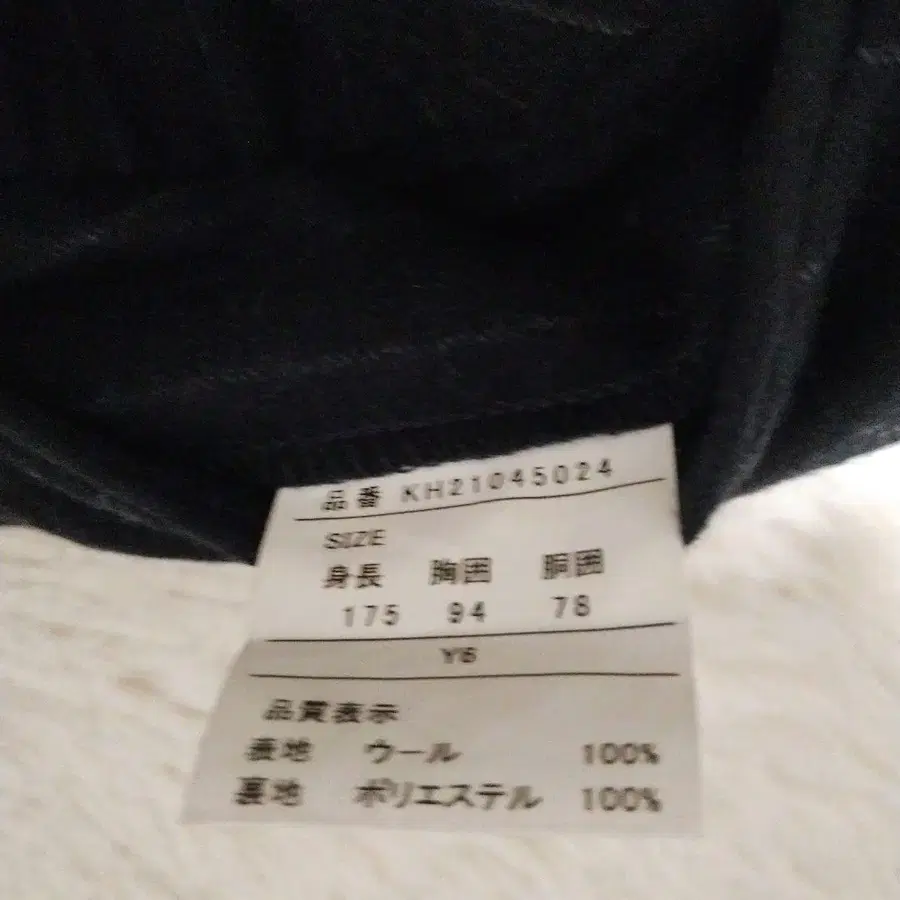 品番 KH21045024
SIZE
身長 胸囲 胴囲
175 94 78
Y6
品質表示
表地 ウール 100%
裏地 ポリエステル 100%